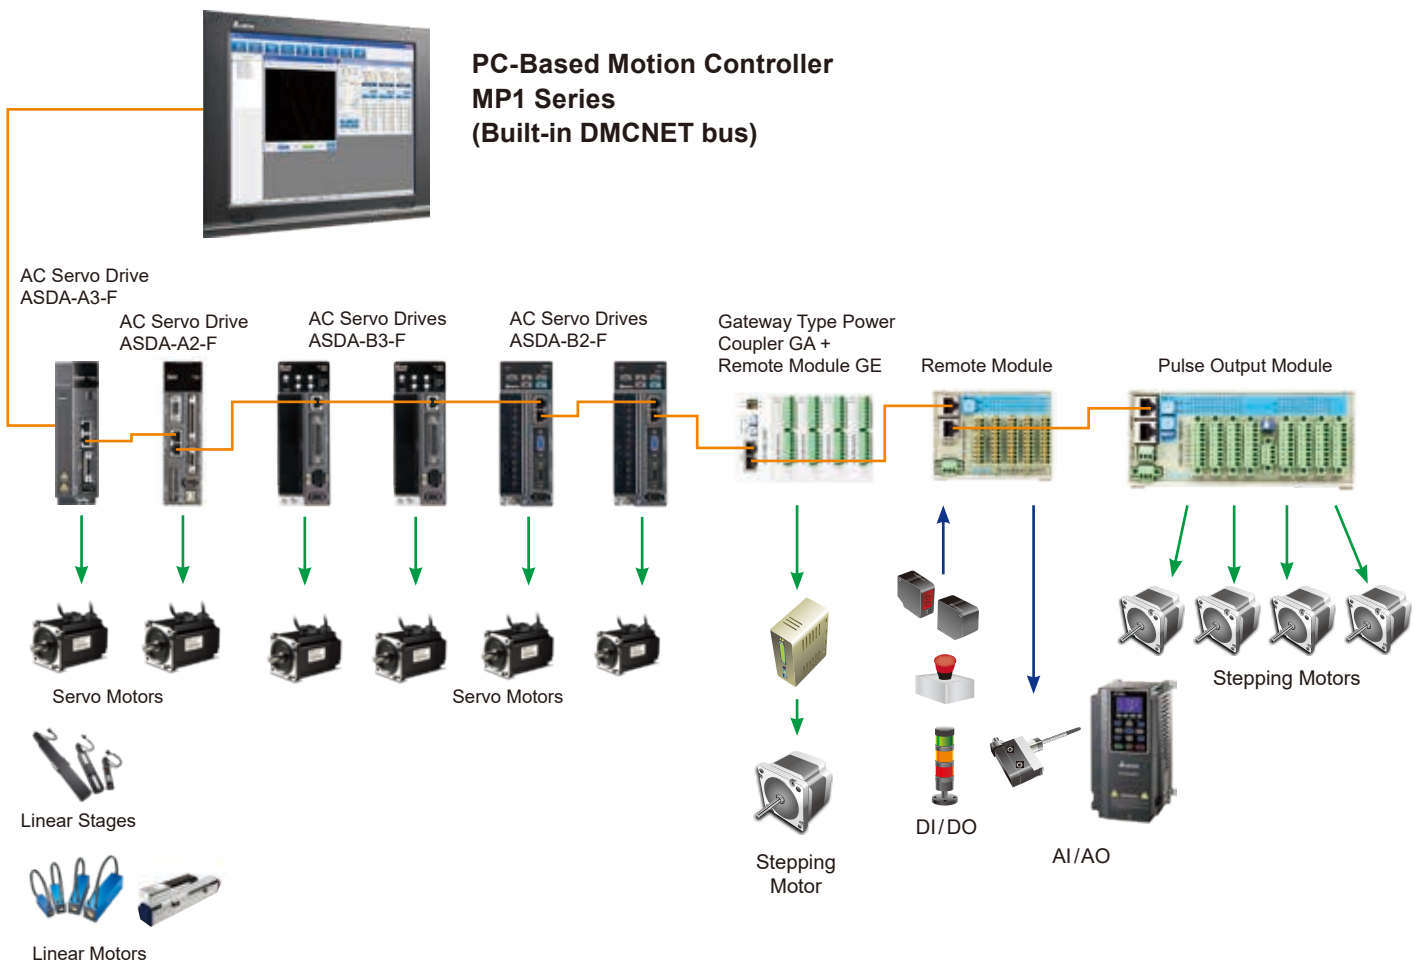 PC-Based Motion Controller
MP1 Series
(Built-in DMCNET bus)
AC Servo Drive
ASDA-A3-F
AC Servo Drive
ASDA-A2-F
AC Servo Drives
ASDA-B3-F
AC Servo Drives
ASDA-B2-F
Gateway Type Power
Coupler GA +
Remote Module GE
Remote Module
Pulse Output Module
Servo Motors
Servo Motors
Stepping Motors
Linear Stages
DI/DO
AI/AO
Stepping
Motor
Linear Motors